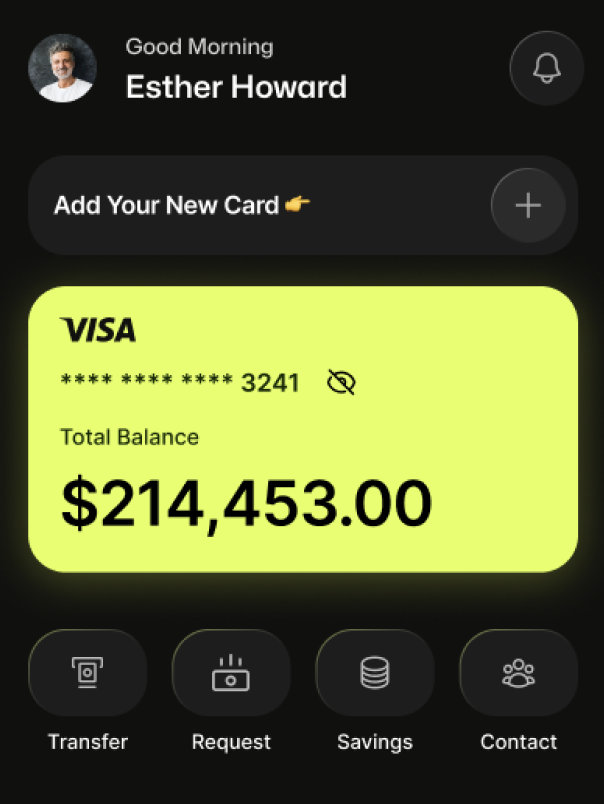 Good Morning
Esther Howard
Add Your New Card 👉
VISA
**** **** **** 3241
Total Balance
$214,453.00
Transfer Request Savings Contact